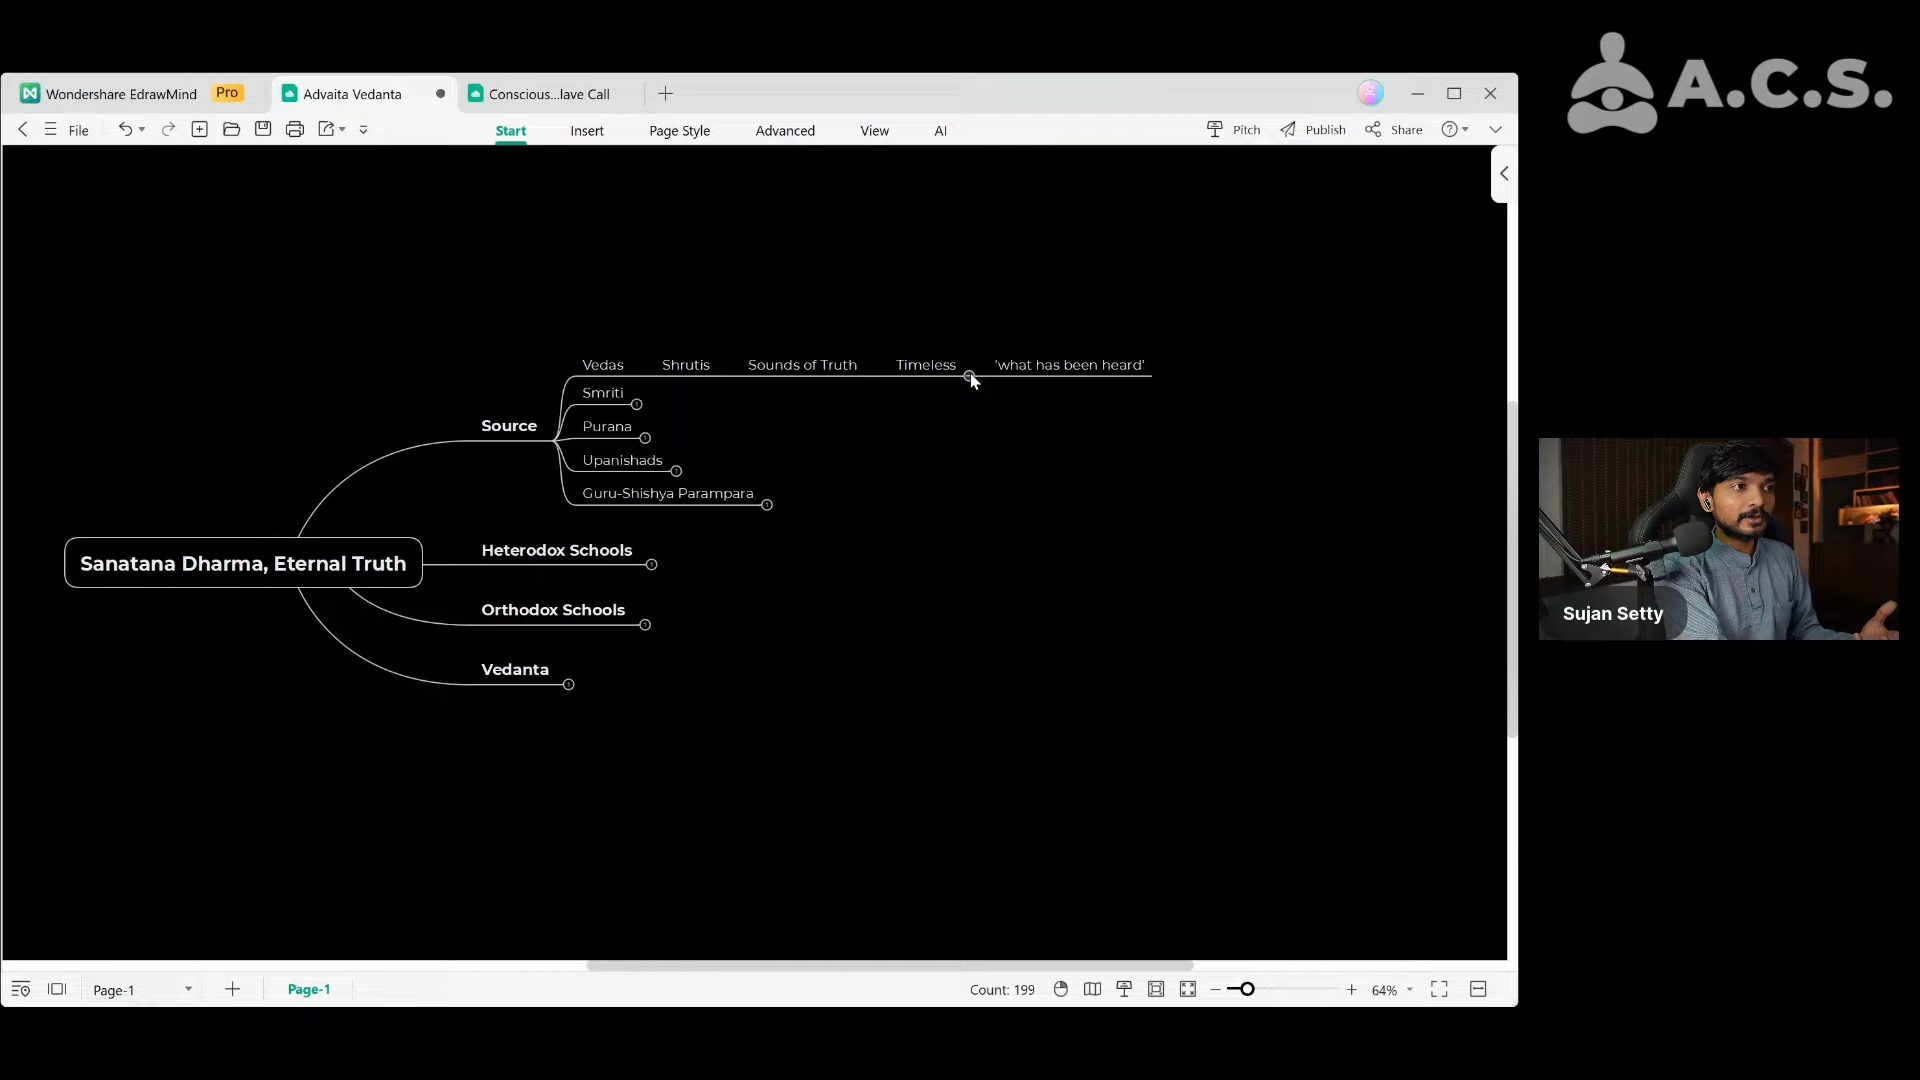 A.C.S.
Wondershare EdrawMind Pro Advaita Vedanta Conscious...lave Call
File Start Insert Page Style Advanced View AI Pitch Publish Share
Vedas Shrutis Sounds of Truth Timeless 'what has been heard'
Smriti
Source Purana
Upanishads
Guru-Shishya Parampara
Heterodox Schools
Sanatana Dharma, Eternal Truth
Orthodox Schools
Vedanta
Sujan Setty
Page-1 Page-1 Count: 199 64%